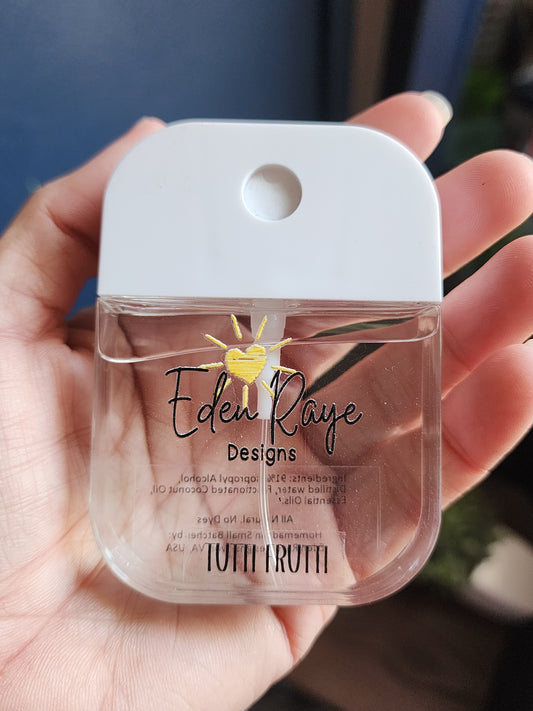 Eden Raye
Designs
Ingredients: 91% Isopropyl Alcohol,
Distilled water, Fractionated Coconut Oil,
Essential Oils.
All Natural. No Dyes
Homemade in Small Batches by:
VA, USA
TUTTI FRUTTI